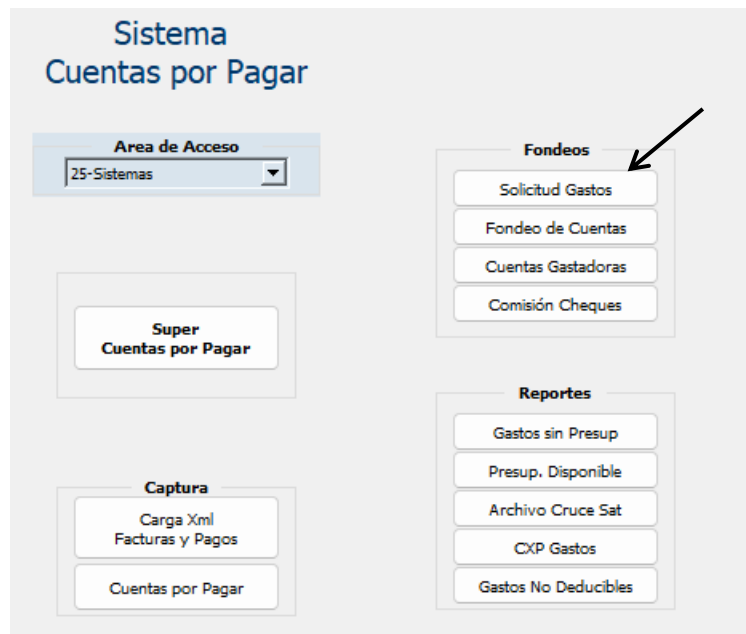 Sistema
Cuentas por Pagar
Area de Acceso
25-Sistemas
Super
Cuentas por Pagar
Captura
Carga Xml
Facturas y Pagos
Cuentas por Pagar
Fondeos
Solicitud Gastos
Fondeo de Cuentas
Cuentas Gastadoras
Comisión Cheques
Reportes
Gastos sin Presup
Presup. Disponible
Archivo Cruce Sat
CXP Gastos
Gastos No Deducibles